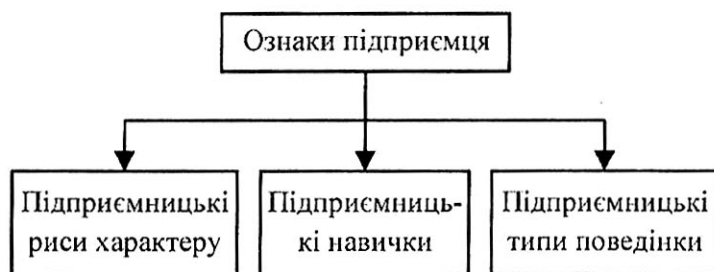 Ознаки підприємця
Підприємницькі
риси характеру
Підприємниць-
кі навички
Підприємницькі
типи поведінки